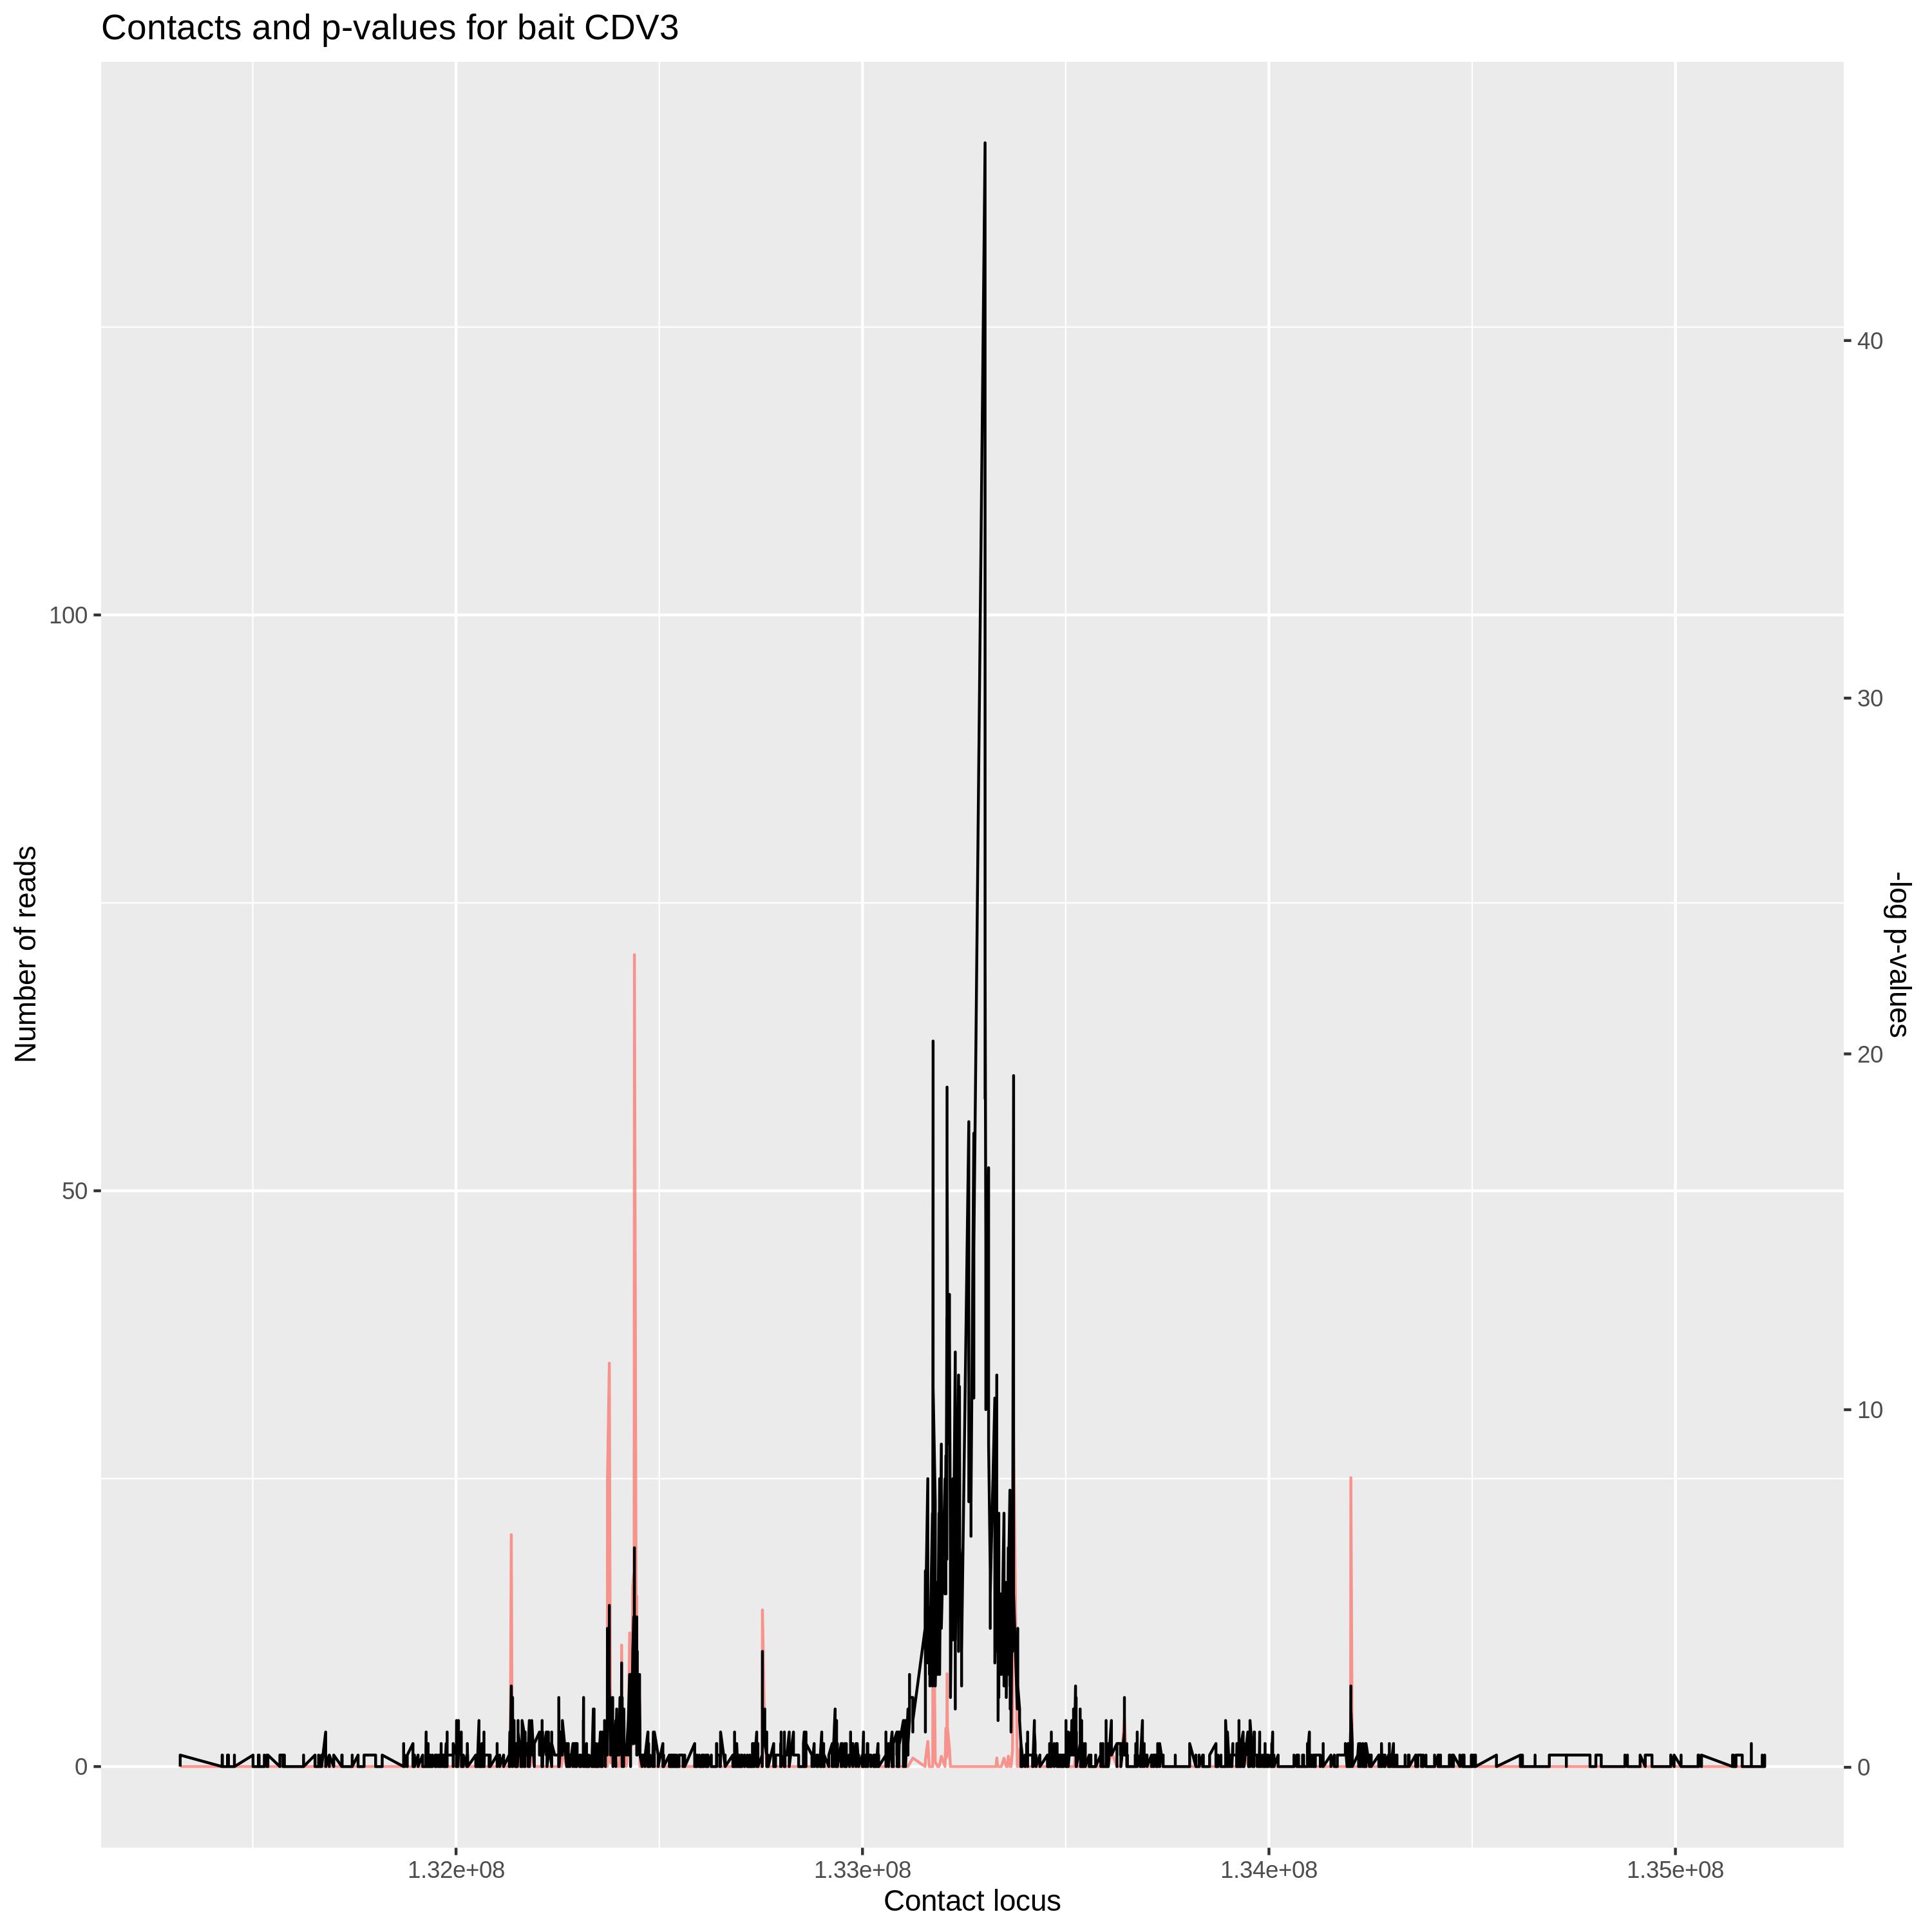 Contacts and p-values for bait CDV3
Number of reads
100
50
0
40
30
20
10
0
-log p-values
1.32e+08
1.33e+08
1.34e+08
1.35e+08
Contact locus